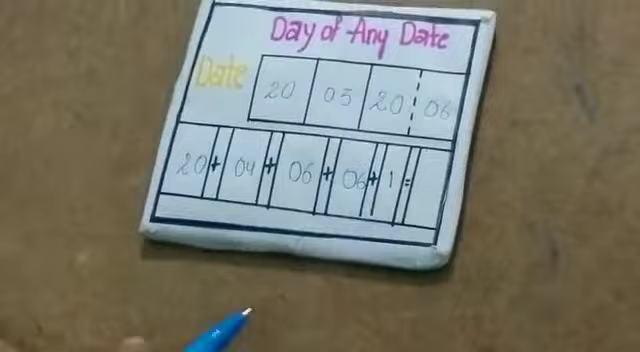 Day of Any Date
Date 20 05 20 06
20 + 04 + 06 + 06 + 1 =